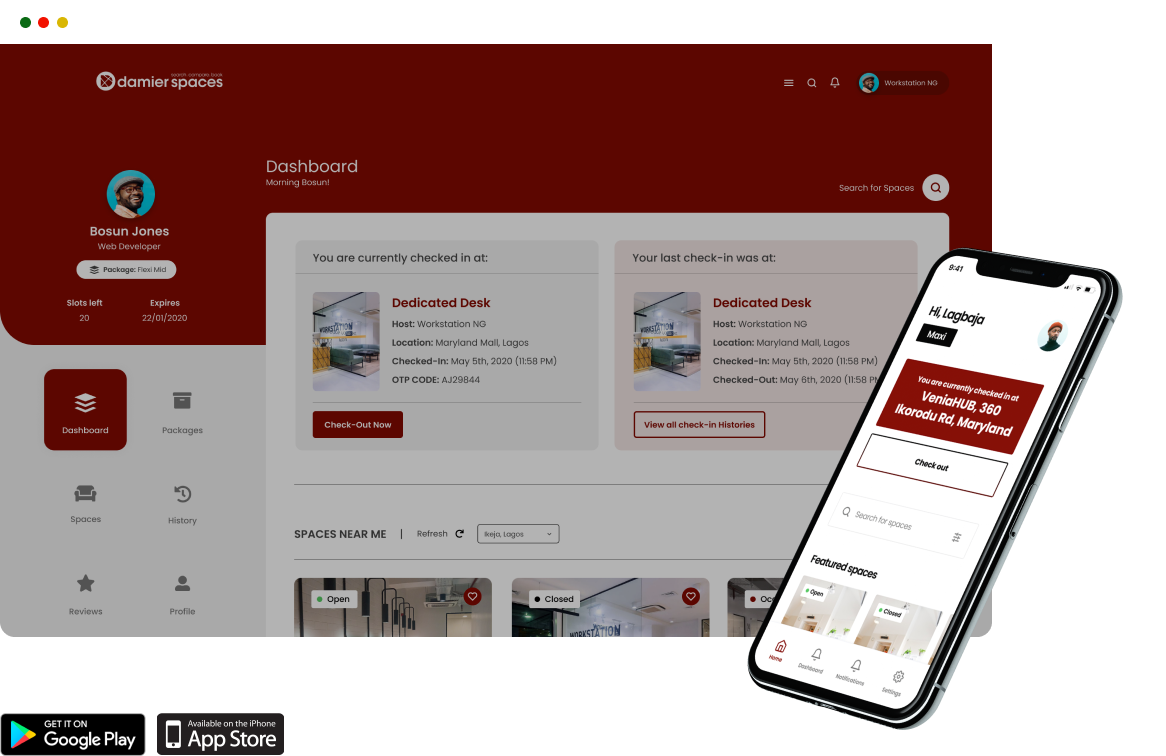 search compare book
damier spaces
Workstation NG
Dashboard
Morning Bosun!
Search for Spaces
Bosun Jones
Web Developer
Package: Flexi Mid
Slots left
Expires
20
22/01/2020
Dashboard
Packages
Spaces
History
Reviews
Profile
You are currently checked in at:
WORKSTATION
Dedicated Desk
Host: Workstation NG
Location: Maryland Mall, Lagos
Checked-In: May 5th, 2020 (11:58 PM)
OTP CODE: AJ29844
Check-Out Now
Your last check-in was at:
WORKSTATION
Dedicated Desk
Host: Workstation NG
Location: Maryland Mall, Lagos
Checked-In: May 5th, 2020 (11:58 PM)
Checked-Out: May 6th, 2020 (11:58 P
View all check-in Histories
SPACES NEAR ME | Refresh
Ikeja, Lagos
Open
Closed
WORKSTATION
Occ
9:41
Hi, Lagbaja
Maxi
You are currently checked in at
VeniaHUB, 360
Ikorodu Rd, Maryland
Check out
Search for spaces
Featured spaces
Open
Closed
Home
Dashboard
Notifications
Settings
GET IT ON
Google Play
Available on the iPhone
App Store